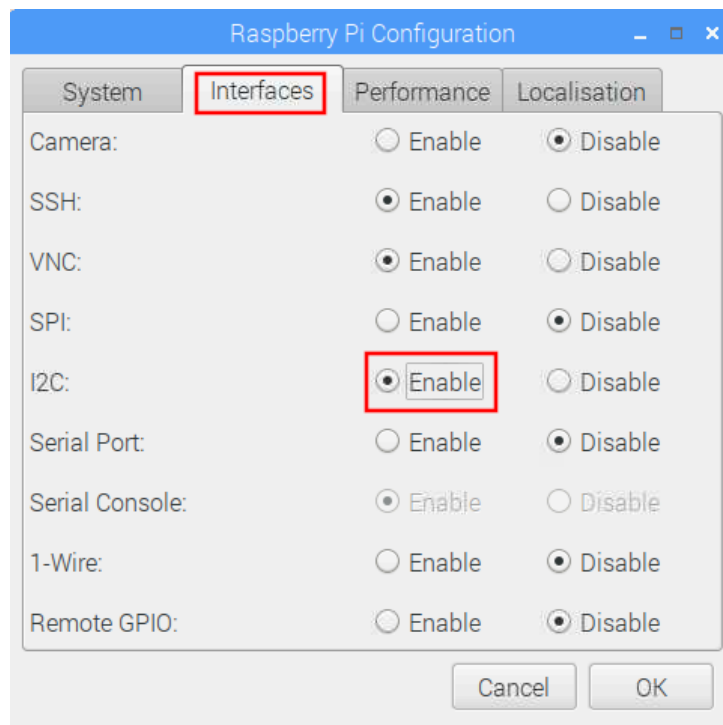 Raspberry Pi Configuration
System Interfaces Performance Localisation
Camera: Enable Disable
SSH: Enable Disable
VNC: Enable Disable
SPI: Enable Disable
I2C: Enable Disable
Serial Port: Enable Disable
Serial Console: Enable Disable
1-Wire: Enable Disable
Remote GPIO: Enable Disable
Cancel OK